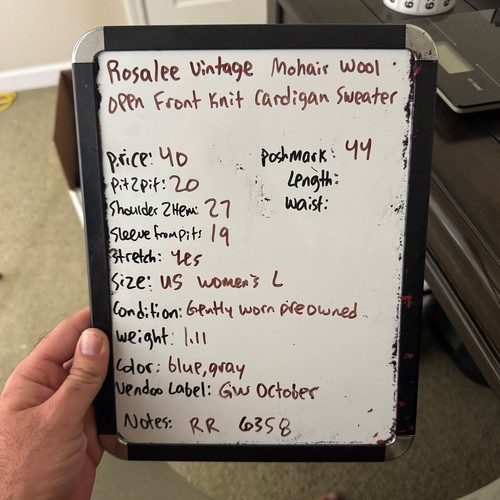 Rosalee Vintage Mohair Wool
Open Front Knit Cardigan Sweater
Price: 40
Poshmark: 44
Pit2pit: 20
Length:
Shoulder 2 Hem: 27
Waist:
Sleeve from pits 19
Stretch: Yes
Size: US women's L
Condition: Gently worn preowned
Weight: 1.11
Color: blue, gray
Vendoo Label: GW October
Notes: RR 6358